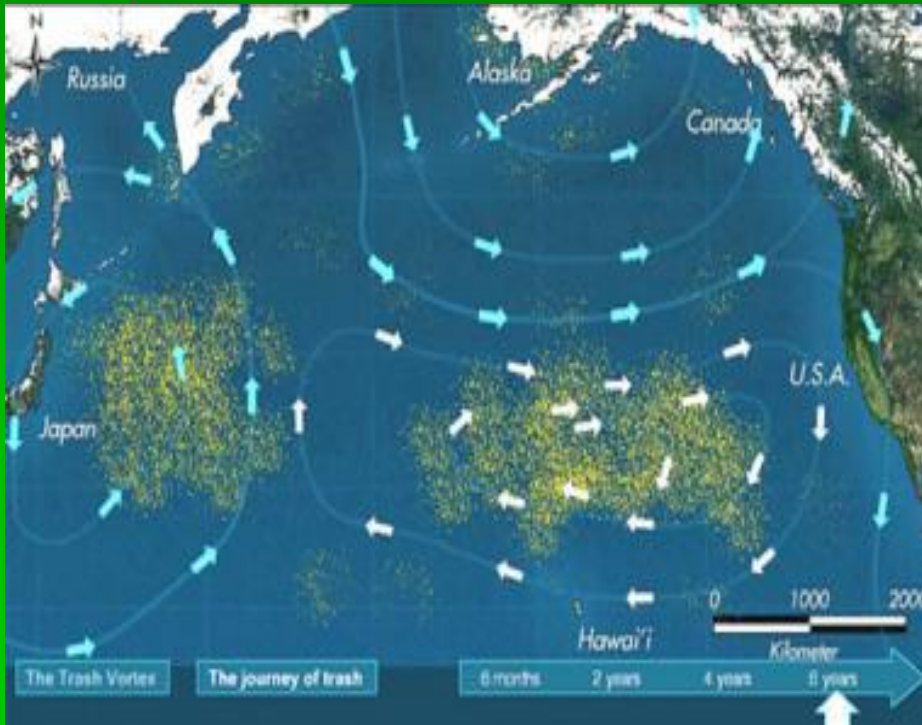 N
Russia
Alaska
Canada
Japan
U.S.A.
Hawai'i
0 1000 2000
Kilometer
The Trash Vortex
The journey of trash
6 months 2 years 4 years 6 years